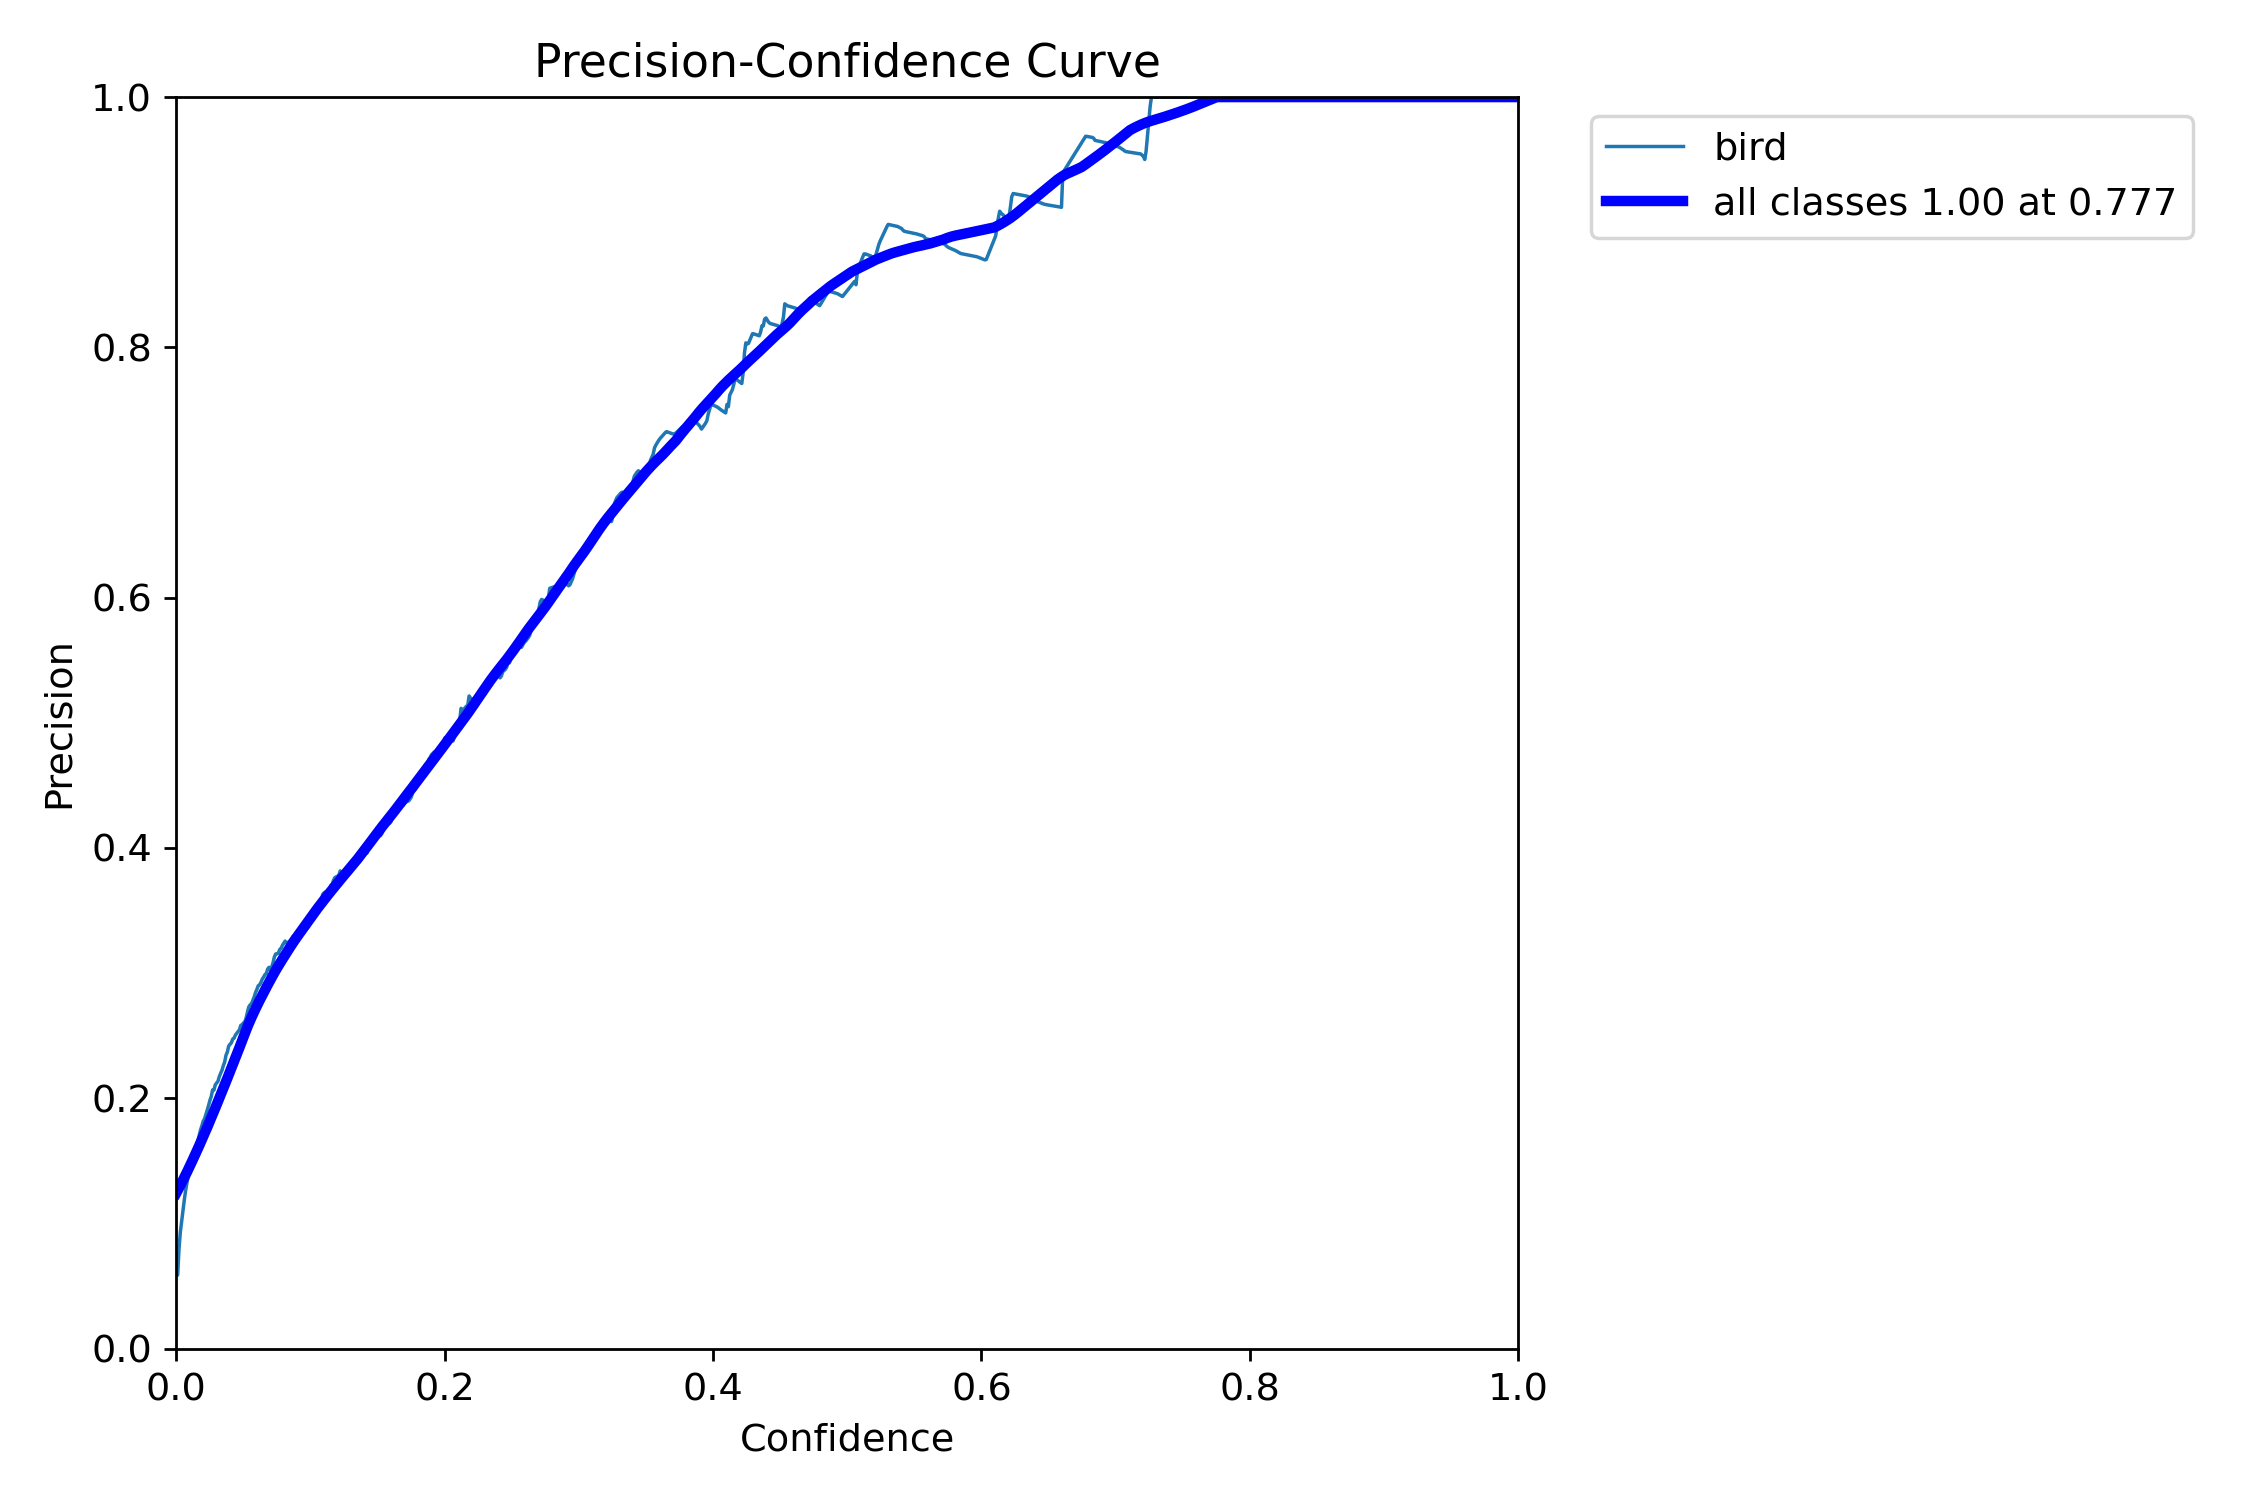 Precision-Confidence Curve
bird
all classes 1.00 at 0.777
Precision
1.0
0.8
0.6
0.4
0.2
0.0
0.0 0.2 0.4 0.6 0.8 1.0
Confidence